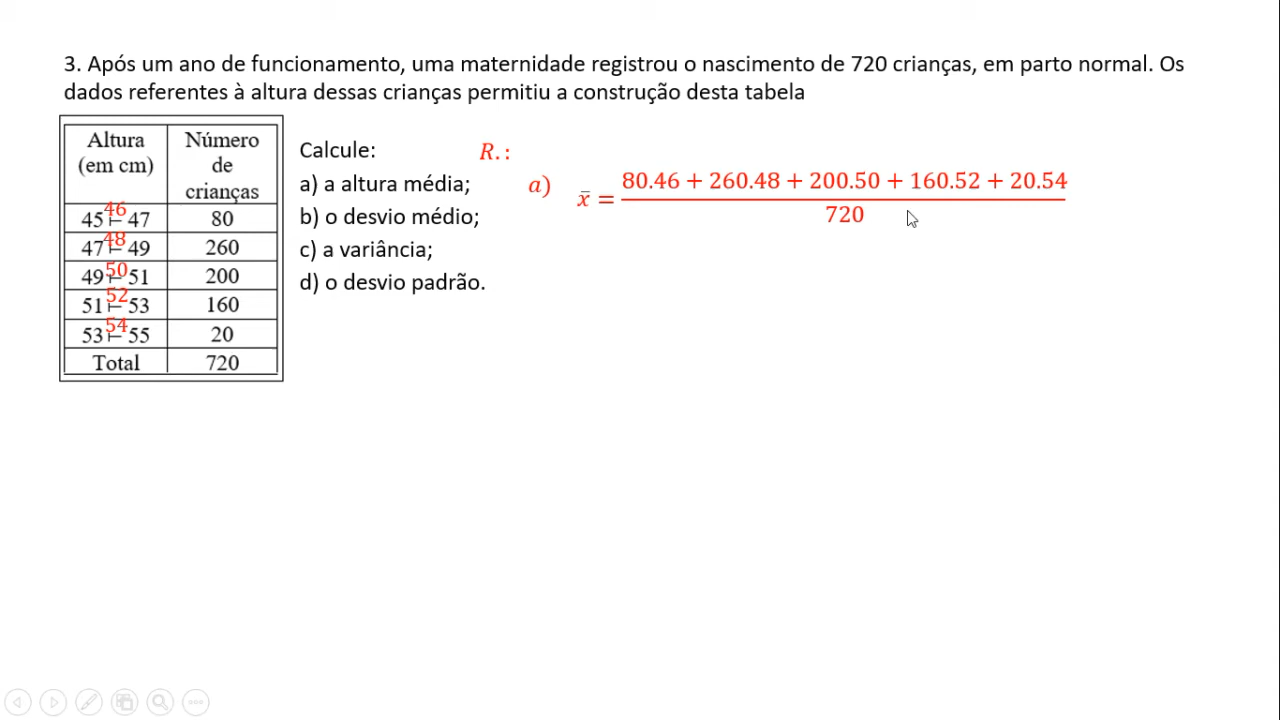 3. Após um ano de funcionamento, uma maternidade registrou o nascimento de 720 crianças, em parto normal. Os
dados referentes à altura dessas crianças permitiu a construção desta tabela
Altura (em cm) Número de crianças
45 ⊢ 47 46 80
47 ⊢ 49 48 260
49 ⊢ 51 50 200
51 ⊢ 53 52 160
53 ⊢ 55 54 20
Total 720
Calcule:
a) a altura média;
b) o desvio médio;
c) a variância;
d) o desvio padrão.
R.:
a) x̄ = 80.46 + 260.48 + 200.50 + 160.52 + 20.54
720